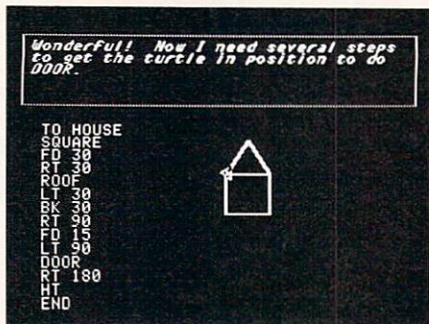 Wonderful! Now I need several steps
to get the turtle in position to do
DOOR.
TO HOUSE
SQUARE
FD 30
RT 30
ROOF
LT 30
BK 30
RT 90
FD 15
LT 90
DOOR
RT 180
HT
END